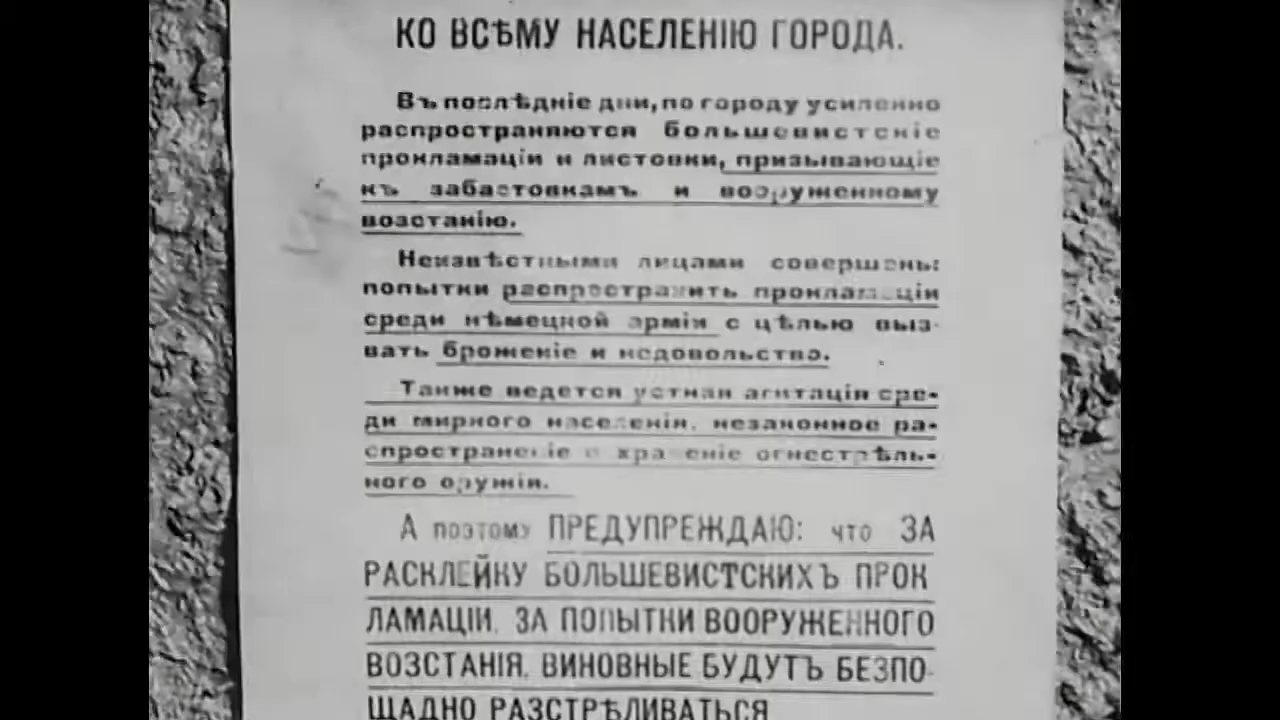 КО ВСѢМУ НАСЕЛЕНІЮ ГОРОДА.
Въ послѣдніе дни, по городу усиленно
распространяются большевистскіе
прокламаціи и листовки, призывающіе
къ забастовкамъ и вооруженному
возстанію.
Неизвѣстными лицами совершены
попытки распространить прокламаціи
среди нѣмецкой арміи с цѣлью выз-
вать броженіе и недовольство.
Также ведется устная агитація сре-
ди мирного населенія, незаконное ра-
спространеніе и храненіе огнестрѣль-
ного оружія.
А поэтому ПРЕДУПРЕЖДАЮ: что ЗА
РАСКЛЕЙКУ БОЛЬШЕВИСТСКИХЪ ПРОК
ЛАМАЦІИ, ЗА ПОПЫТКИ ВООРУЖЕННОГО
ВОЗСТАНІЯ, ВИНОВНЫЕ БУДУТЪ БЕЗПО-
ЩАДНО РАЗСТРѢЛИВАТЬСЯ